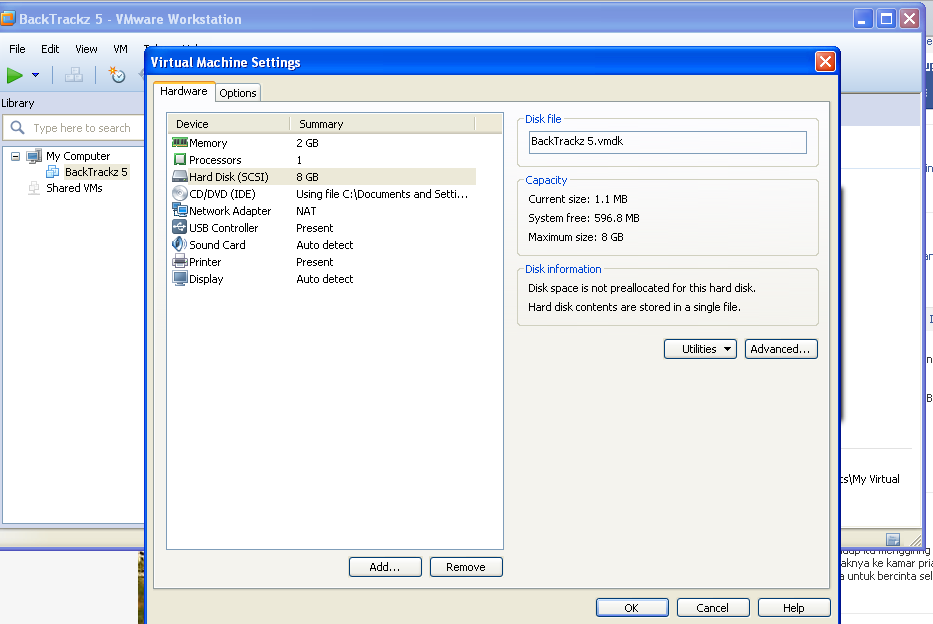 BackTrackz 5 - VMware Workstation
File Edit View VM
Library
Type here to search
My Computer
BackTrackz 5
Shared VMs
Virtual Machine Settings
Hardware Options
Device Summary
Memory 2 GB
Processors 1
Hard Disk (SCSI) 8 GB
CD/DVD (IDE) Using file C:\Documents and Setti...
Network Adapter NAT
USB Controller Present
Sound Card Auto detect
Printer Present
Display Auto detect
Add... Remove
Disk file
BackTrackz 5.vmdk
Capacity
Current size: 1.1 MB
System free: 596.8 MB
Maximum size: 8 GB
Disk information
Disk space is not preallocated for this hard disk.
Hard disk contents are stored in a single file.
Utilities Advanced...
OK Cancel Help
\My Virtual
ke kamar
untuk bercinta